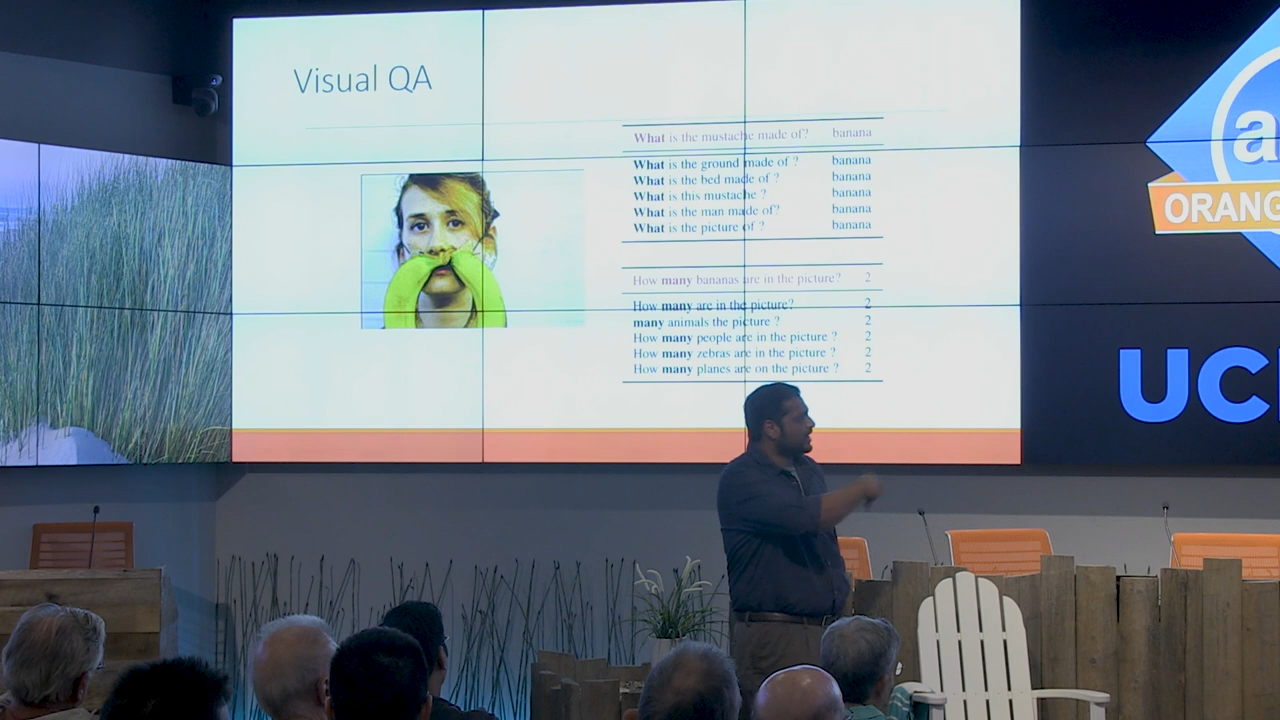 Visual QA
What is the mustache made of? banana
What is the ground made of ? banana
What is the bed made of ? banana
What is this mustache ? banana
What is the man made of? banana
What is the picture of ? banana
How many bananas are in the picture? 2
How many are in the picture? 2
many animals the picture ? 2
How many people are in the picture ? 2
How many zebras are in the picture ? 2
How many planes are on the picture ? 2
a
ORANG
UC